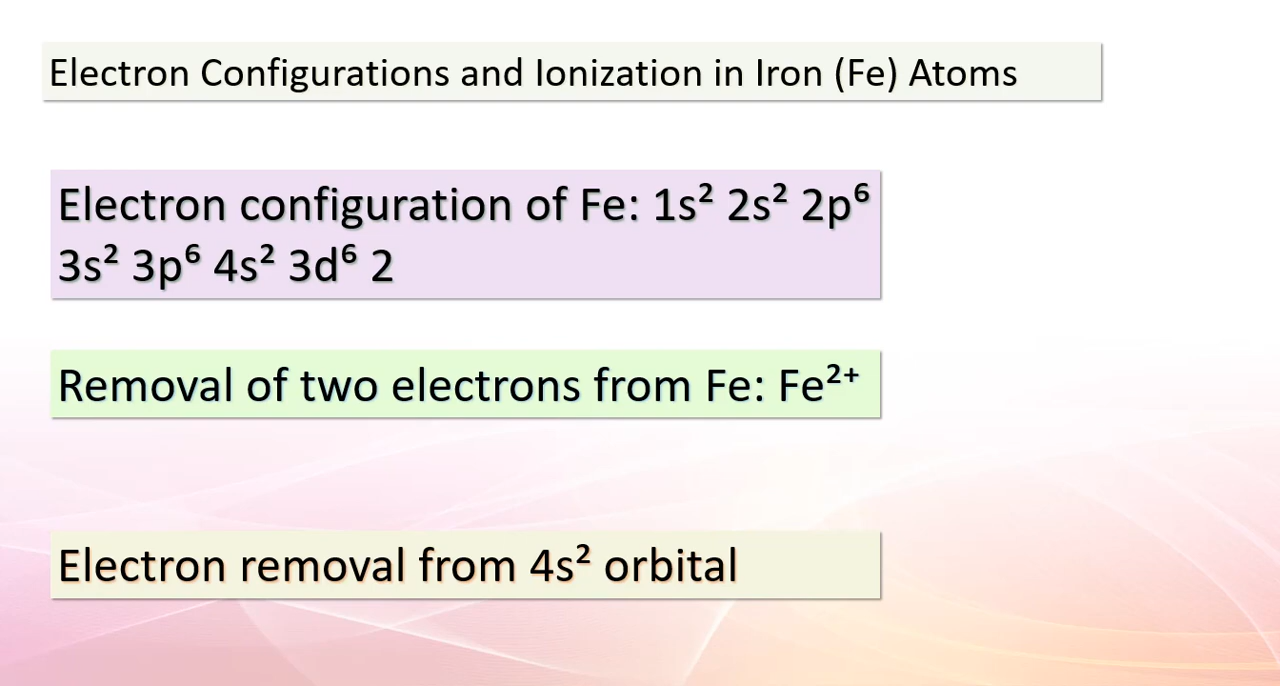 Electron Configurations and Ionization in Iron (Fe) Atoms
Electron configuration of Fe: 1s² 2s² 2p⁶
3s² 3p⁶ 4s² 3d⁶ 2
Removal of two electrons from Fe: Fe²⁺
Electron removal from 4s² orbital